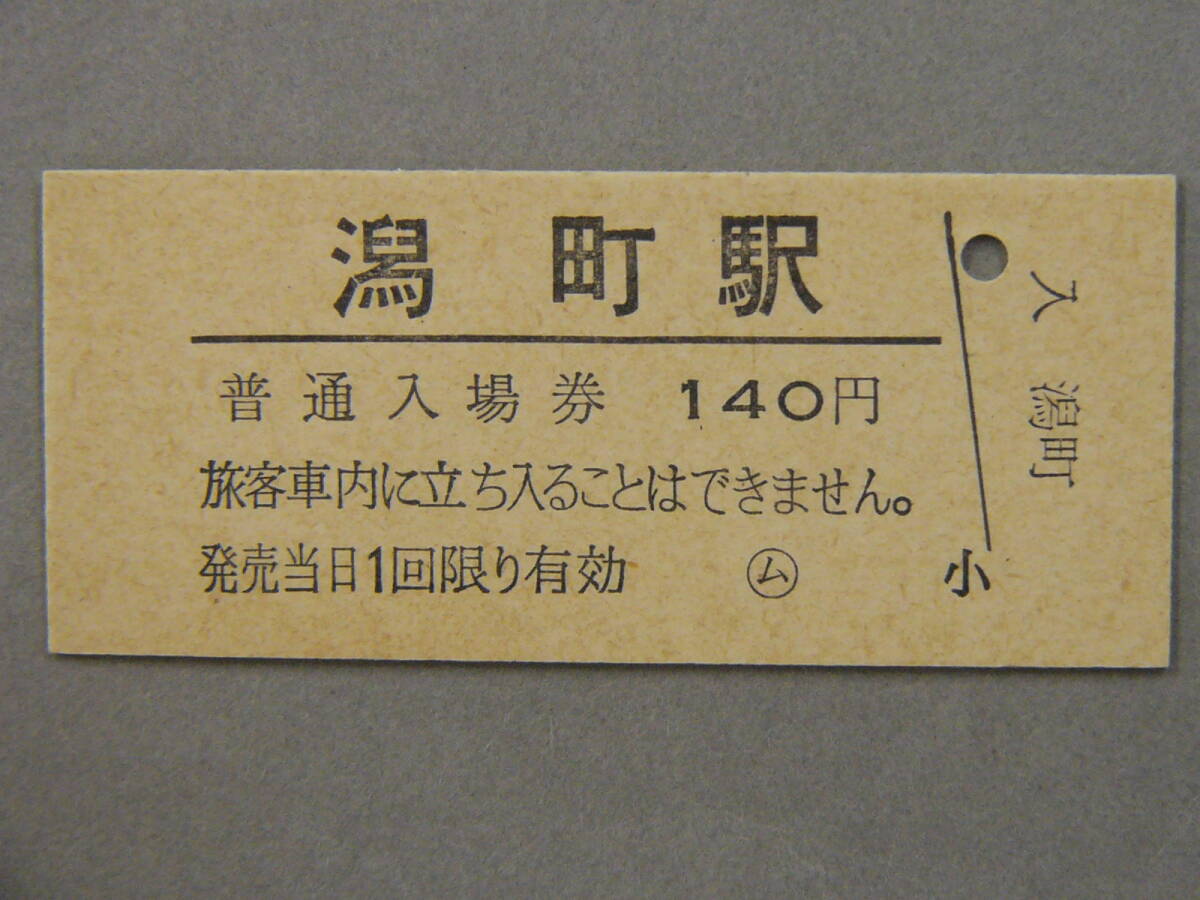 潟町駅
普通入場券 140円
旅客車内に立ち入ることはできません。
発売当日1回限り有効 ㋰
小
入 潟町